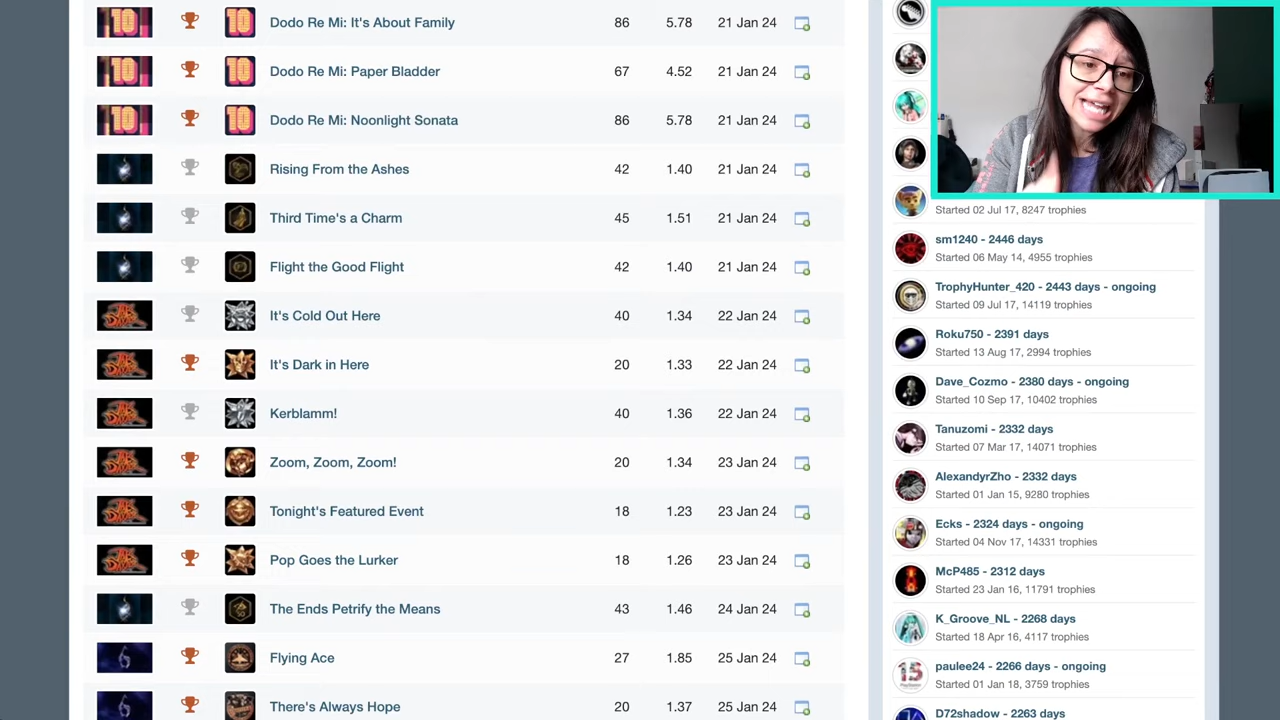 Dodo Re Mi: It's About Family 86 5.78 21 Jan 24
Dodo Re Mi: Paper Bladder 67 4.52 21 Jan 24
Dodo Re Mi: Noonlight Sonata 86 5.78 21 Jan 24
Rising From the Ashes 42 1.40 21 Jan 24
Third Time's a Charm 45 1.51 21 Jan 24
Flight the Good Flight 42 1.40 21 Jan 24
It's Cold Out Here 40 1.34 22 Jan 24
It's Dark in Here 20 1.33 22 Jan 24
Kerblamm! 40 1.36 22 Jan 24
Zoom, Zoom, Zoom! 20 1.34 23 Jan 24
Tonight's Featured Event 18 1.23 23 Jan 24
Pop Goes the Lurker 18 1.26 23 Jan 24
The Ends Petrify the Means 43 1.46 24 Jan 24
Flying Ace 27 1.85 25 Jan 24
There's Always Hope 20 1.37 25 Jan 24
Started 02 Jul 17, 8247 trophies
sm1240 - 2446 days
Started 06 May 14, 4955 trophies
TrophyHunter_420 - 2443 days - ongoing
Started 09 Jul 17, 14119 trophies
Roku750 - 2391 days
Started 13 Aug 17, 2994 trophies
Dave_Cozmo - 2380 days - ongoing
Started 10 Sep 17, 10402 trophies
Tanuzomi - 2332 days
Started 07 Mar 17, 14071 trophies
AlexandyrZho - 2332 days
Started 01 Jan 15, 9280 trophies
Ecks - 2324 days - ongoing
Started 04 Nov 17, 14331 trophies
McP485 - 2312 days
Started 23 Jan 16, 11791 trophies
K_Groove_NL - 2268 days
Started 18 Apr 16, 4117 trophies
paulee24 - 2266 days - ongoing
Started 01 Jan 18, 3759 trophies
D72shadow - 2263 days